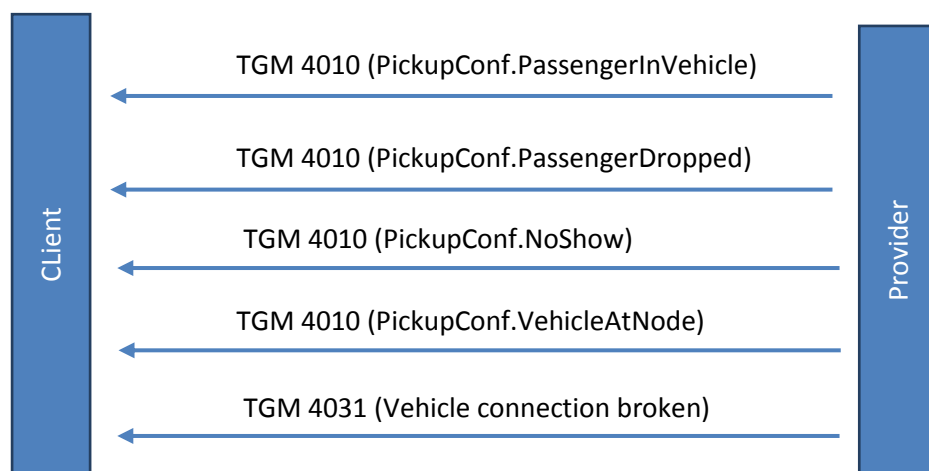 TGM 4010 (PickupConf.PassengerInVehicle)
TGM 4010 (PickupConf.PassengerDropped)
CLient
TGM 4010 (PickupConf.NoShow)
Provider
TGM 4010 (PickupConf.VehicleAtNode)
TGM 4031 (Vehicle connection broken)